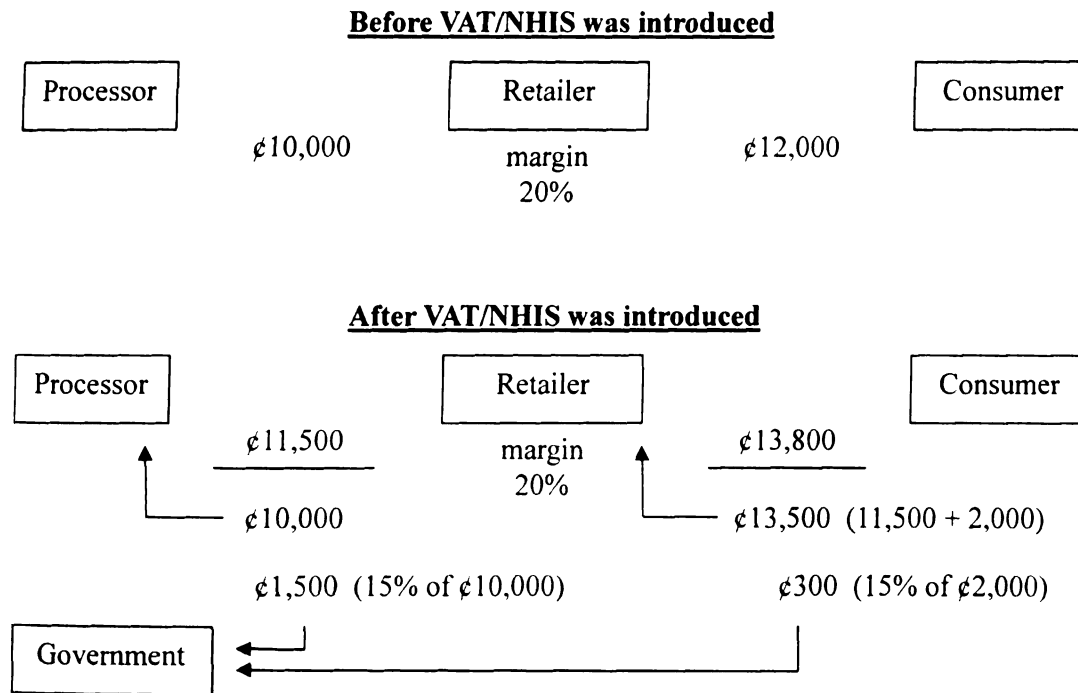 Before VAT/NHIS was introduced
Processor Retailer Consumer
¢10,000 margin ¢12,000
20%
After VAT/NHIS was introduced
Processor Retailer Consumer
¢11,500 margin ¢13,800
20%
¢10,000 ¢13,500 (11,500 + 2,000)
¢1,500 (15% of ¢10,000) ¢300 (15% of ¢2,000)
Government